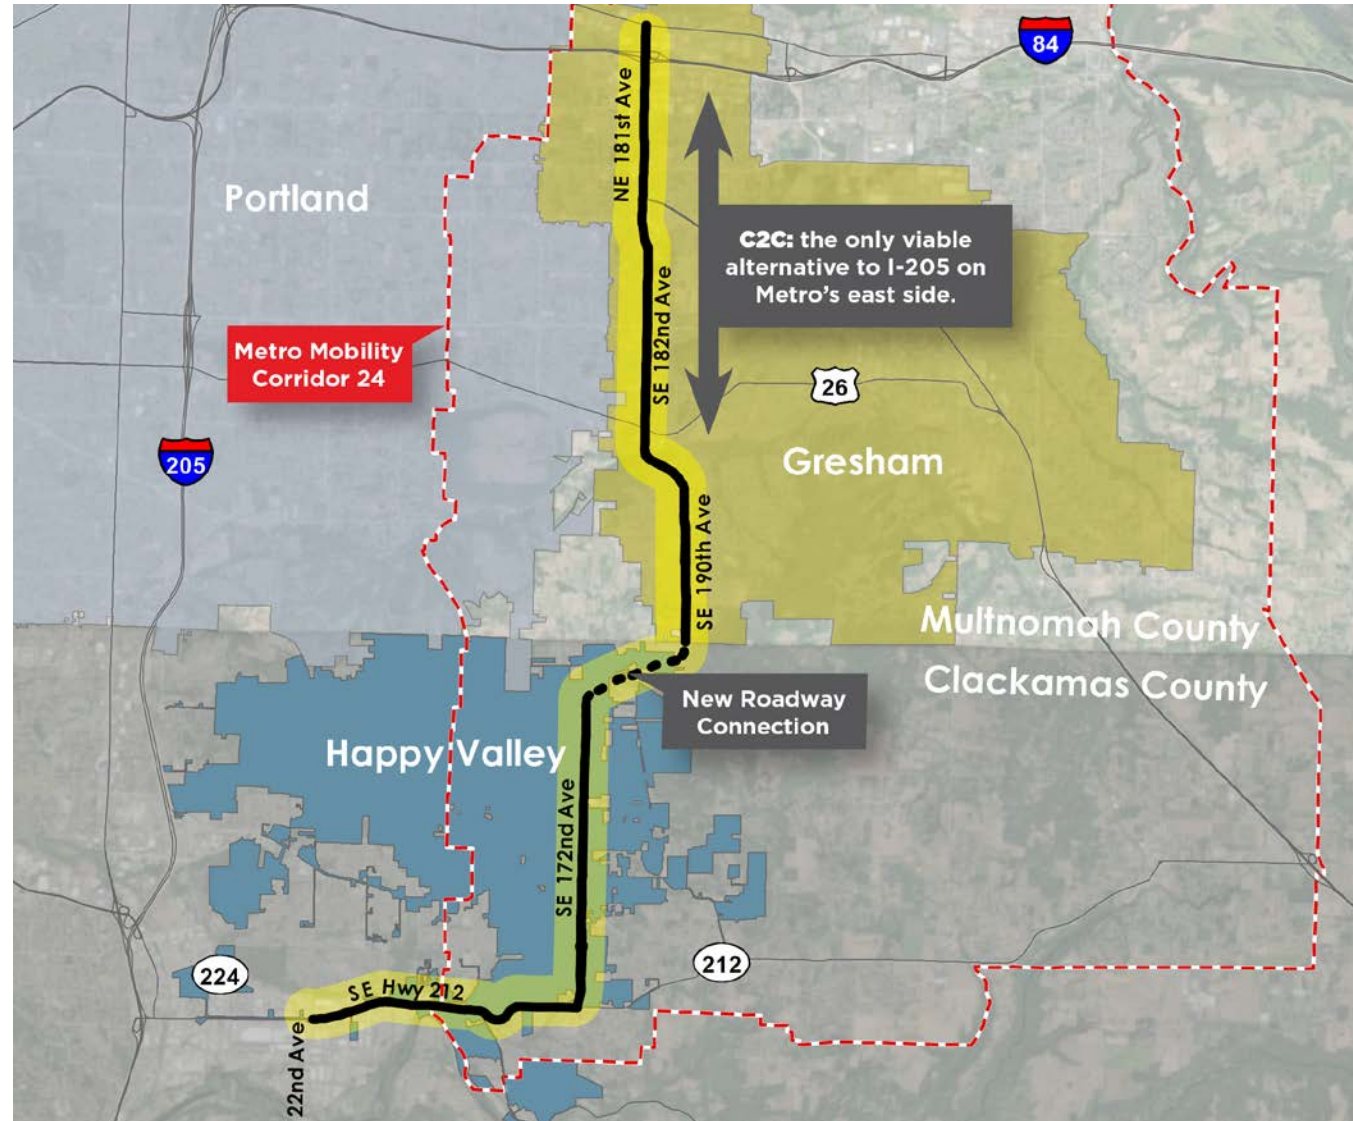 84
NE 181st Ave
Portland
C2C: the only viable
alternative to I-205 on
Metro's east side.
SE 182nd Ave
Metro Mobility
Corridor 24
26
205
Gresham
SE 190th Ave
Multnomah County
Clackamas County
New Roadway
Connection
Happy Valley
SE 172nd Ave
224
212
SE Hwy 212
22nd Ave